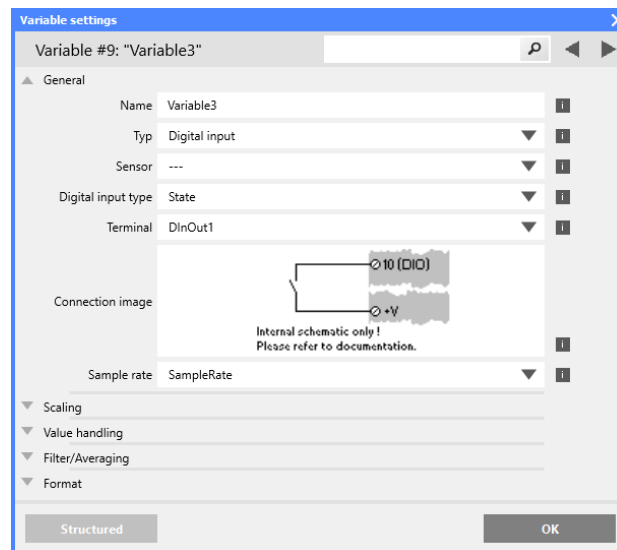 Variable settings
Variable #9: "Variable3"
General
Name Variable3
Typ Digital input
Sensor ---
Digital input type State
Terminal DInOut1
10 (DIO)
Connection image
+V
Internal schematic only !
Please refer to documentation.
Sample rate SampleRate
Scaling
Value handling
Filter/Averaging
Format
Structured OK